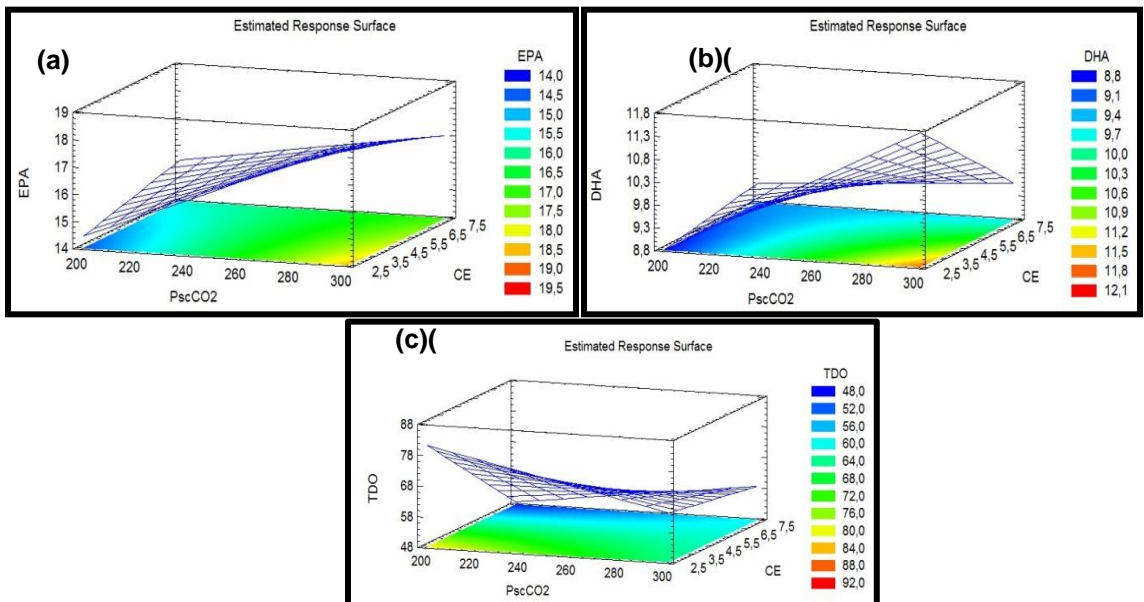 (a)
Estimated Response Surface
EPA
14,0
14,5
15,0
15,5
16,0
16,5
17,0
17,5
18,0
18,5
19,0
19,5
19
18
17
16
15
14
EPA
200 220 240 260 280 300
PscCO2
2,5 3,5 4,5 5,5 6,5 7,5
CE
(b)(
Estimated Response Surface
DHA
8,8
9,1
9,4
9,7
10,0
10,3
10,6
10,9
11,2
11,5
11,8
12,1
11,8
11,3
10,8
10,3
9,8
9,3
8,8
DHA
200 220 240 260 280 300
PscCO2
2,5 3,5 4,5 5,5 6,5 7,5
CE
(c)(
Estimated Response Surface
TDO
48,0
52,0
56,0
60,0
64,0
68,0
72,0
76,0
80,0
84,0
88,0
92,0
88
78
68
58
48
TDO
200 220 240 260 280 300
PscCO2
2,5 3,5 4,5 5,5 6,5 7,5
CE